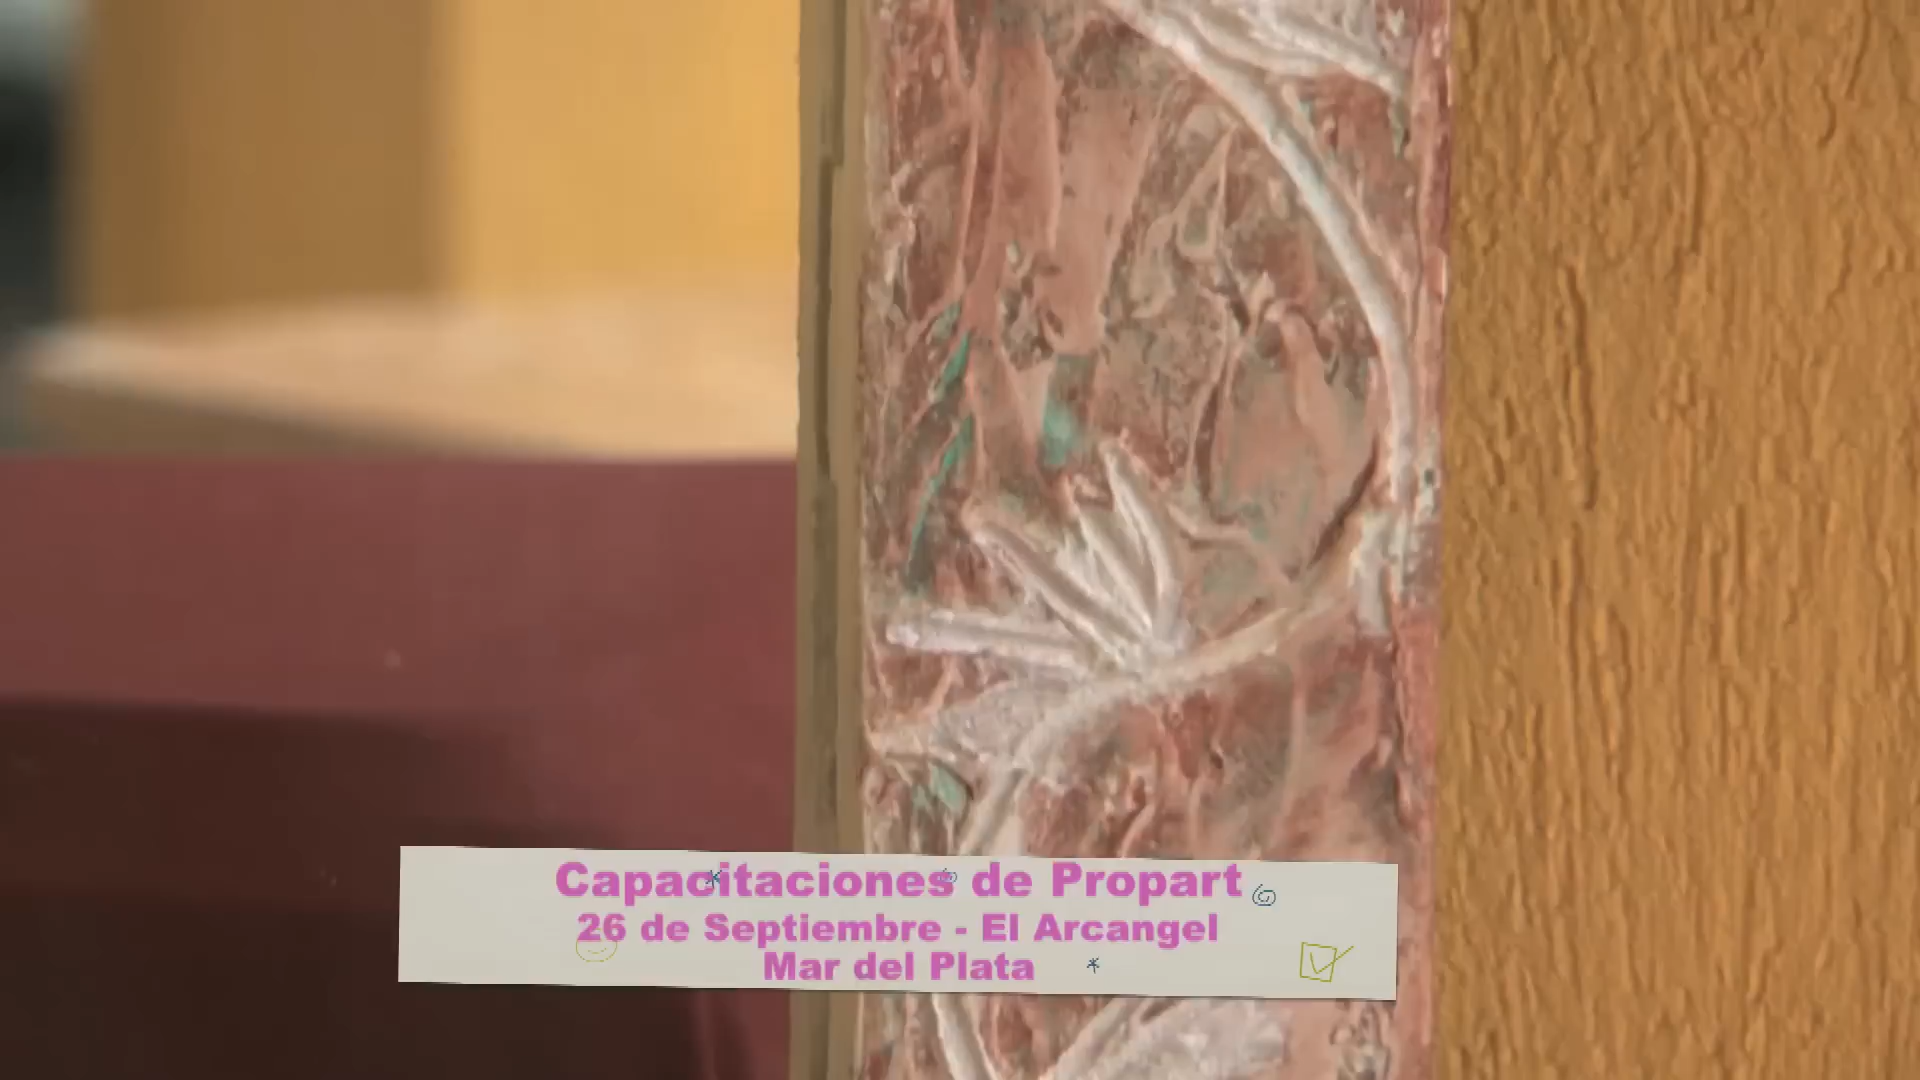 Capacitaciones de Propart
26 de Septiembre - El Arcangel
Mar del Plata